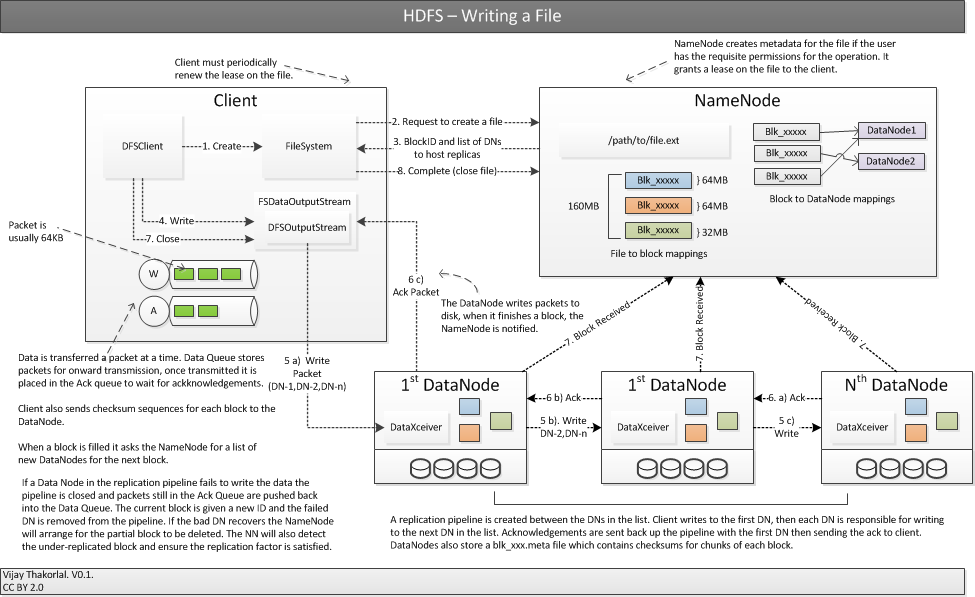 HDFS – Writing a File
Client must periodically
renew the lease on the file.
NameNode creates metadata for the file if the user
has the requisite permissions for the operation. It
grants a lease on the file to the client.
Client
DFSClient
1. Create
FileSystem
2. Request to create a file
3. BlockID and list of DNs
to host replicas
8. Complete (close file)
NameNode
/path/to/file.ext
Blk_xxxxx
Blk_xxxxx
Blk_xxxxx
DataNode1
DataNode2
Block to DataNode mappings
160MB
Blk_xxxxx } 64MB
Blk_xxxxx } 64MB
Blk_xxxxx } 32MB
File to block mappings
FSDataOutputStream
DFSOutputStream
4. Write
7. Close
Packet is
usually 64KB
W
A
6 c)
Ack Packet
The DataNode writes packets to
disk, when it finishes a block, the
NameNode is notified.
7. Block Received
7. Block Received
7. Block Received
Data is transferred a packet at a time. Data Queue stores
packets for onward transmission, once transmitted it is
placed in the Ack queue to wait for ackknowledgements.
Client also sends checksum sequences for each block to the
DataNode.
When a block is filled it asks the NameNode for a list of
new DataNodes for the next block.
If a Data Node in the replication pipeline fails to write the data the
pipeline is closed and packets still in the Ack Queue are pushed back
into the Data Queue. The current block is given a new ID and the failed
DN is removed from the pipeline. If the bad DN recovers the NameNode
will arrange for the partial block to be deleted. The NN will also detect
the under-replicated block and ensure the replication factor is satisfied.
5 a) Write
Packet
(DN-1,DN-2,DN-n)
1st DataNode
DataXceiver
6 b) Ack
5 b). Write
DN-2,DN-n
1st DataNode
DataXceiver
6. a) Ack
5 c)
Write
Nth DataNode
DataXceiver
A replication pipeline is created between the DNs in the list. Client writes to the first DN, then each DN is responsible for writing
to the next DN in the list. Acknowledgements are sent back up the pipeline with the first DN then sending the ack to client.
DataNodes also store a blk_xxx.meta file which contains checksums for chunks of each block.
Vijay Thakorlal. V0.1.
CC BY 2.0